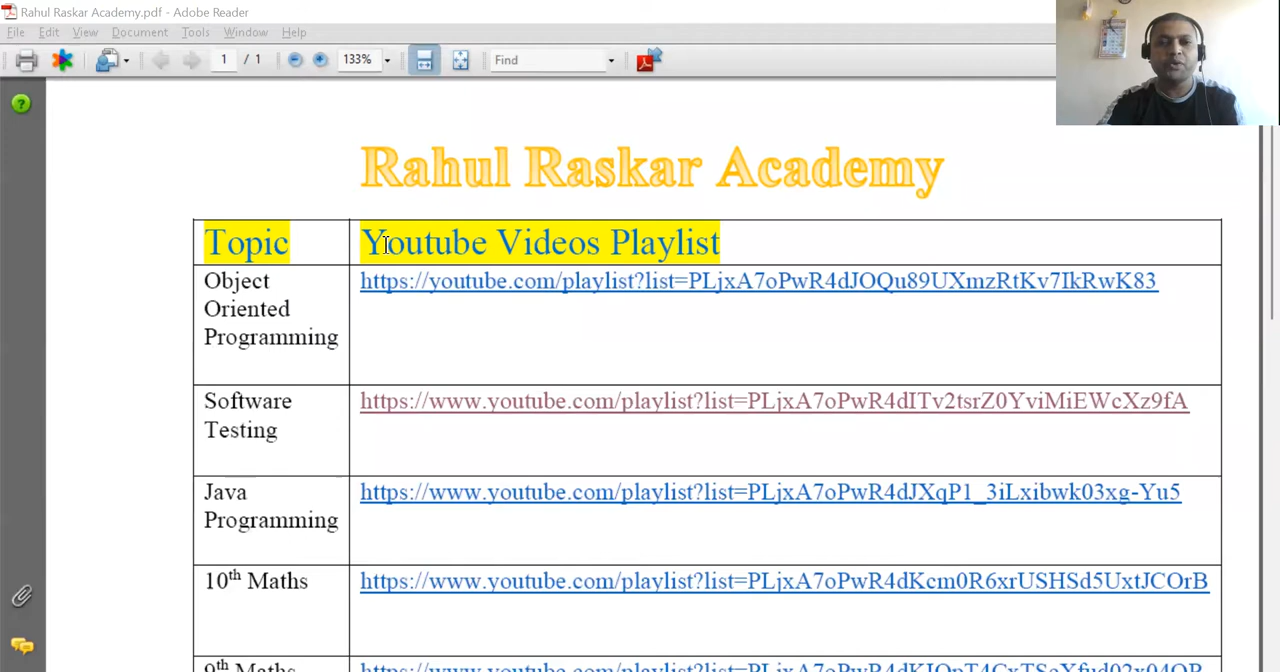 Rahul Raskar Academy.pdf - Adobe Reader
File Edit View Document Tools Window Help
1 / 1 133% Find
Rahul Raskar Academy
Topic Youtube Videos Playlist
Object https://youtube.com/playlist?list=PLjxA7oPwR4dJOQu89UXmzRtKv7IkRwK83
Oriented
Programming
Software https://www.youtube.com/playlist?list=PLjxA7oPwR4dITv2tsrZ0YviMiEWcXz9fA
Testing
Java https://www.youtube.com/playlist?list=PLjxA7oPwR4dJXqP1_3iLxibwk03xg-Yu5
Programming
10th Maths https://www.youtube.com/playlist?list=PLjxA7oPwR4dKcm0R6xrUSHSd5UxtJCOrB
9th Maths